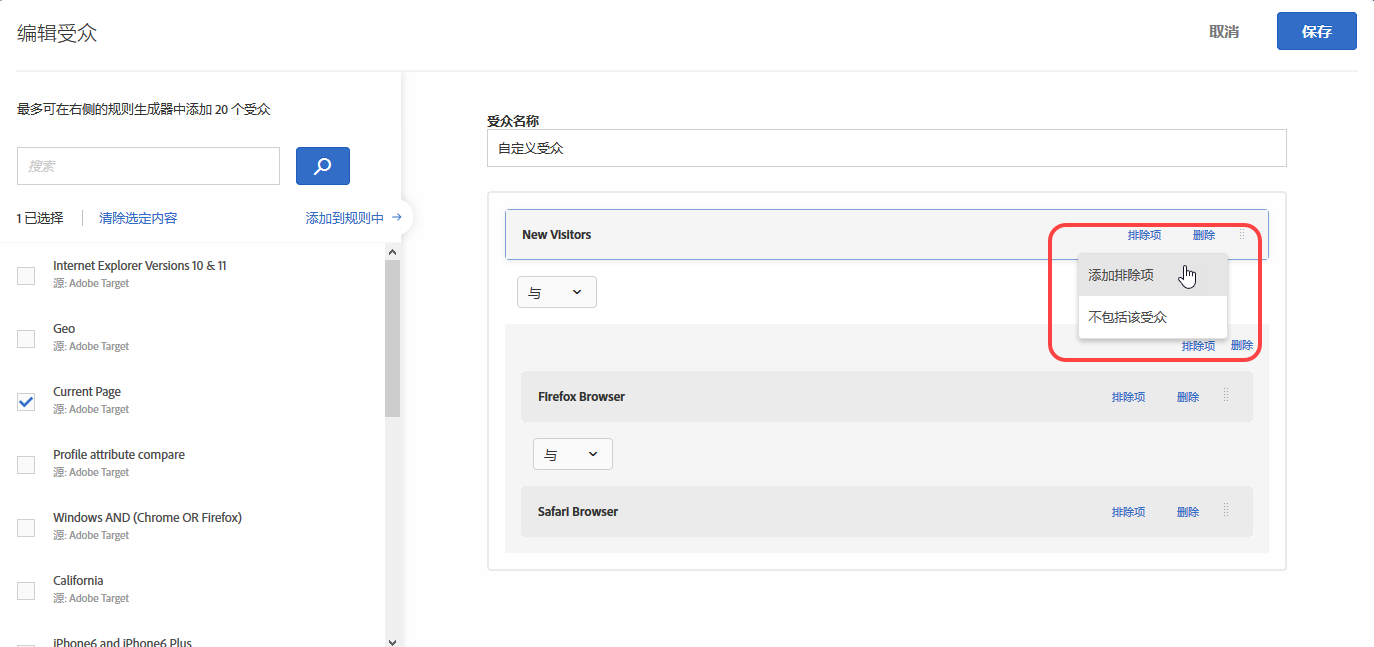 编辑受众
取消
保存
最多可在右侧的规则生成器中添加 20 个受众
搜索
1 已选择
清除选定内容
添加到规则中
Internet Explorer Versions 10 & 11
源: Adobe Target
Geo
源: Adobe Target
Current Page
源: Adobe Target
Profile attribute compare
源: Adobe Target
Windows AND (Chrome OR Firefox)
源: Adobe Target
California
源: Adobe Target
iPhone6 and iPhone6 Plus
受众名称
自定义受众
New Visitors
排除项
删除
添加排除项
不包括该受众
与
排除项
删除
Firefox Browser
排除项
删除
与
Safari Browser
排除项
删除